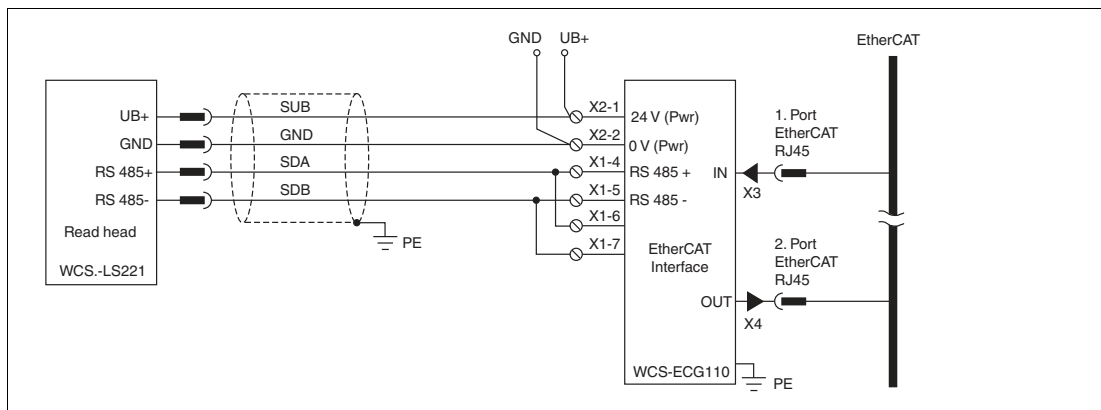 GND UB+
EtherCAT
UB+
GND
RS 485+
RS 485-
Read head
WCS.-LS221
SUB
GND
SDA
SDB
PE
X2-1
X2-2
X1-4
X1-5
X1-6
X1-7
24 V (Pwr)
0 V (Pwr)
RS 485 +
RS 485 -
IN
EtherCAT
Interface
OUT
WCS-ECG110
PE
X3
1. Port
EtherCAT
RJ45
2. Port
EtherCAT
RJ45
X4